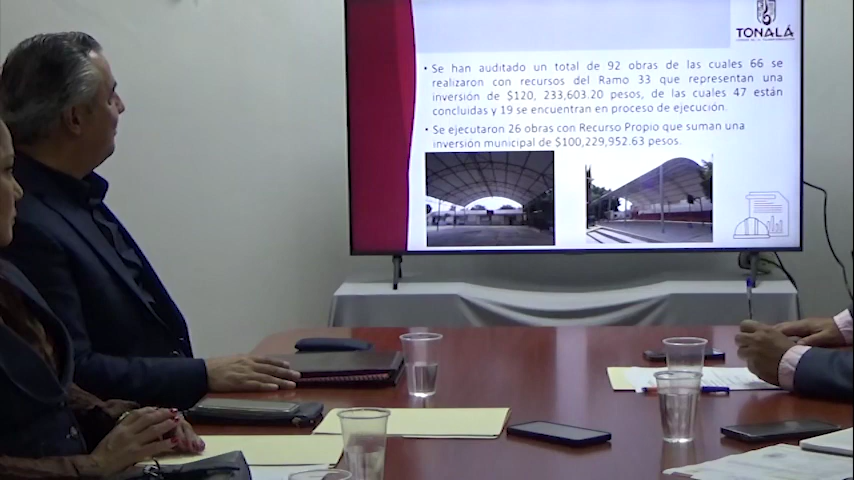 TONALÁ
• Se han auditado un total de 92 obras de las cuales 66 se
realizaron con recursos del Ramo 33 que representan una
inversión de $120, 233,603.20 pesos, de las cuales 47 están
concluidas y 19 se encuentran en proceso de ejecución.
• Se ejecutaron 26 obras con Recurso Propio que suman una
inversión municipal de $100,229,952.63 pesos.